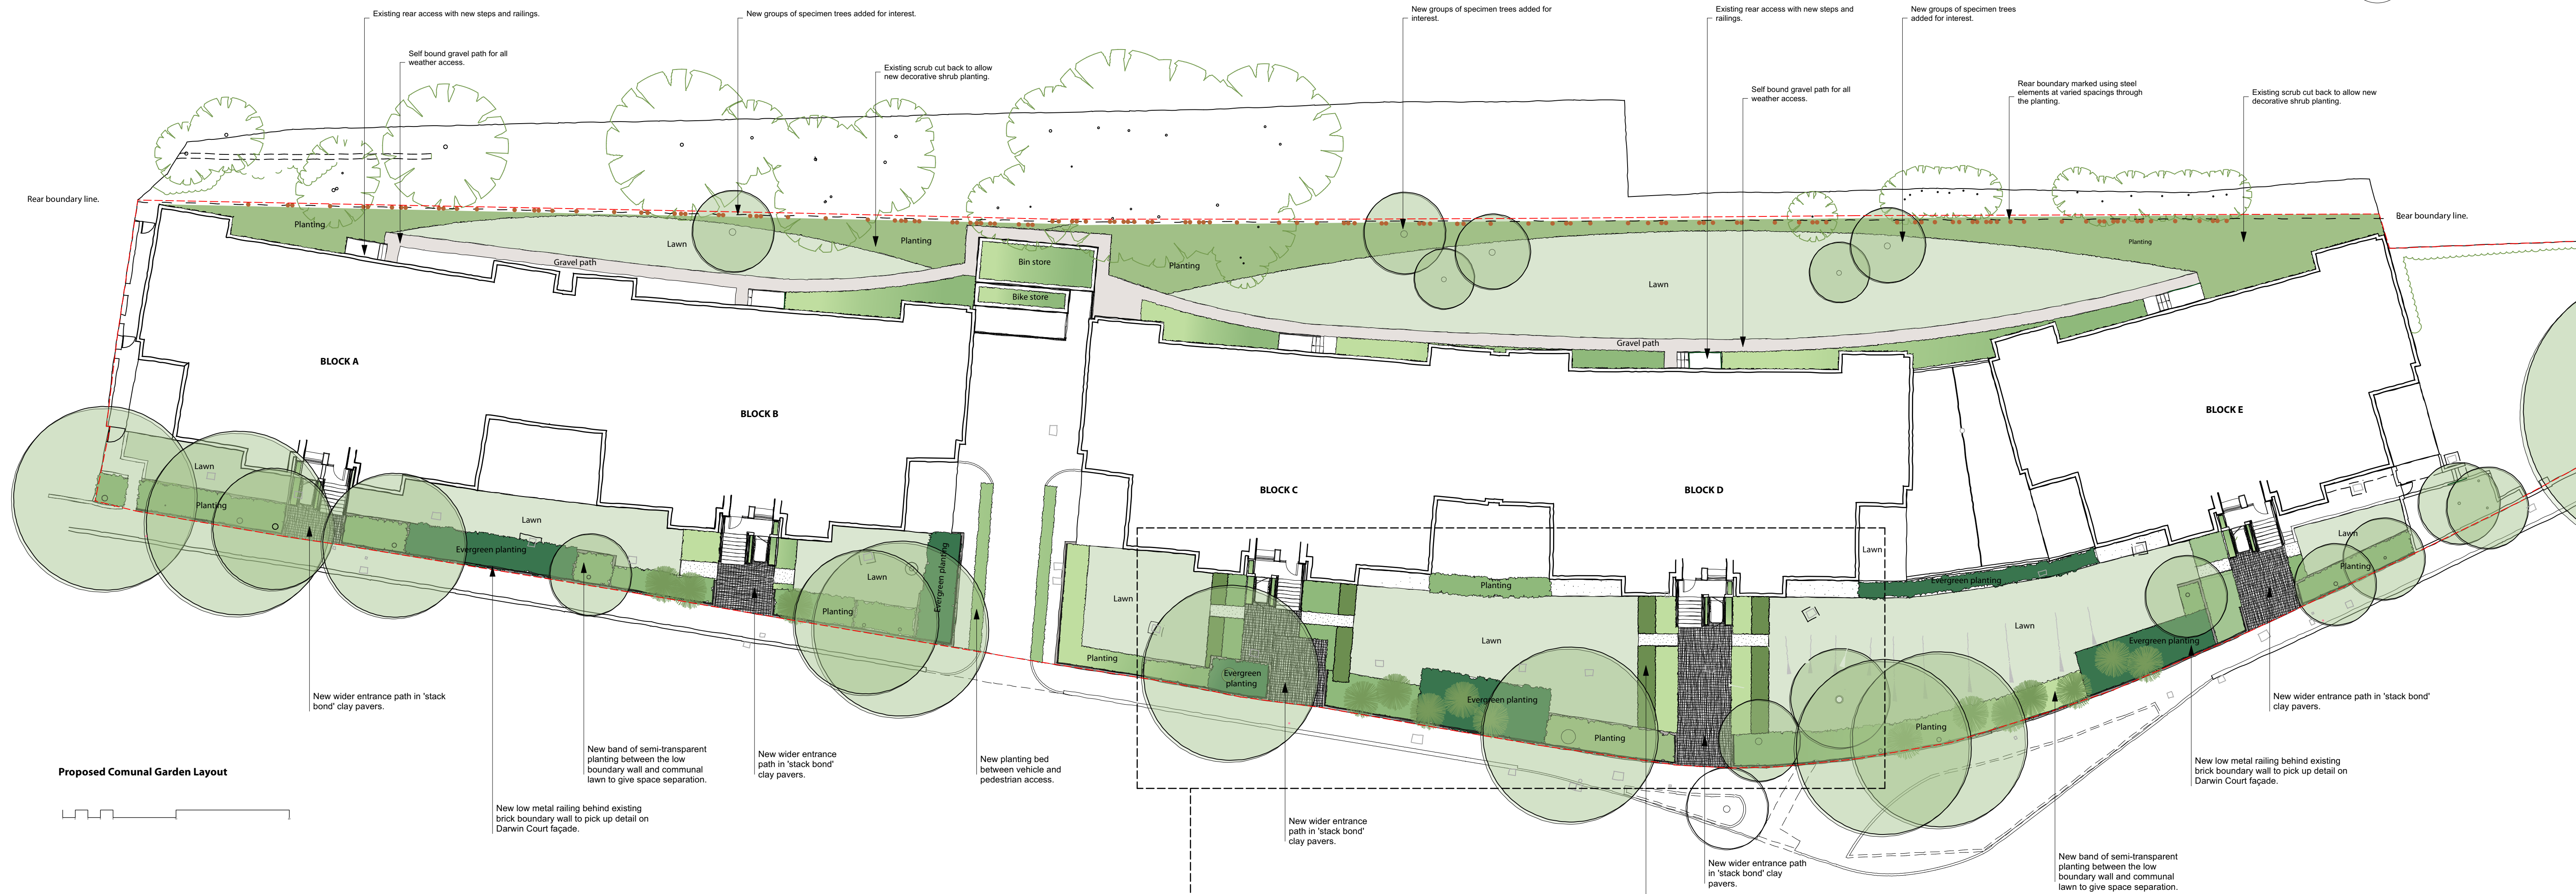 Existing rear access with new steps and railings.
New groups of specimen trees added for interest.
New groups of specimen trees added for
interest.
Existing rear access with new steps and
railings.
New groups of specimen trees
added for interest.
Self bound gravel path for all
weather access.
Existing scrub cut back to allow
new decorative shrub planting.
Self bound gravel path for all
weather access.
Rear boundary marked using steel
elements at varied spacings through
the planting.
Existing scrub cut back to allow new
decorative shrub planting.
Rear boundary line.
Rear boundary line.
Planting
Lawn
Planting
Gravel path
Bin store
Bike store
Planting
Lawn
Planting
Gravel path
BLOCK A
BLOCK B
BLOCK C
BLOCK D
BLOCK E
Lawn
Planting
Lawn
Evergreen planting
Lawn
Planting
Evergreen planting
Lawn
Planting
Evergreen
planting
Planting
Lawn
Evergreen planting
Planting
Lawn
Evergreen planting
Lawn
Planting
Evergreen planting
Lawn
Planting
New wider entrance path in 'stack
bond' clay pavers.
New band of semi-transparent
planting between the low
boundary wall and communal
lawn to give space separation.
New wider entrance
path in 'stack bond'
clay pavers.
New planting bed
between vehicle and
pedestrian access.
New wider entrance path in 'stack bond'
clay pavers.
New low metal railing behind existing
brick boundary wall to pick up detail on
Darwin Court façade.
Proposed Comunal Garden Layout
New low metal railing behind existing
brick boundary wall to pick up detail on
Darwin Court façade.
New wider entrance
path in 'stack bond'
clay pavers.
New wider entrance path
in 'stack bond' clay
pavers.
New band of semi-transparent
planting between the low
boundary wall and communal
lawn to give space separation.